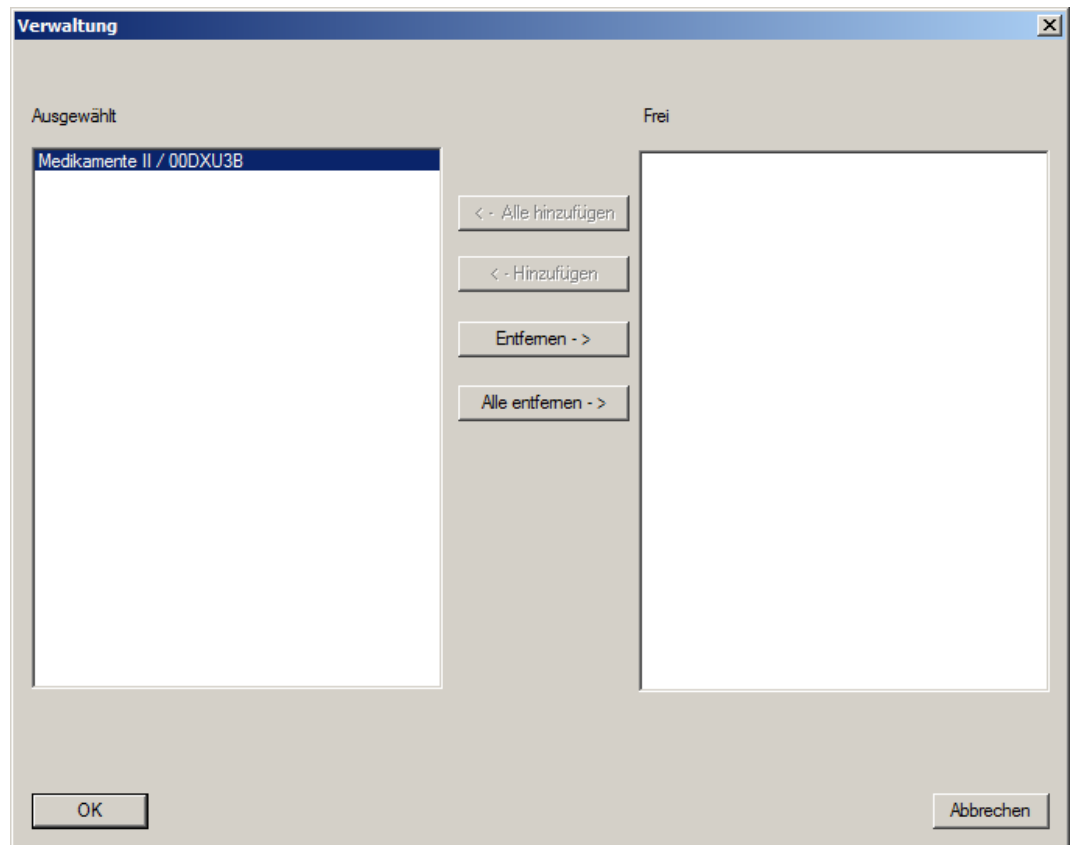 Verwaltung
Ausgewählt
Frei
Medikamente II / 00DXU3B
< - Alle hinzufügen
< - Hinzufügen
Entfernen - >
Alle entfernen - >
OK
Abbrechen